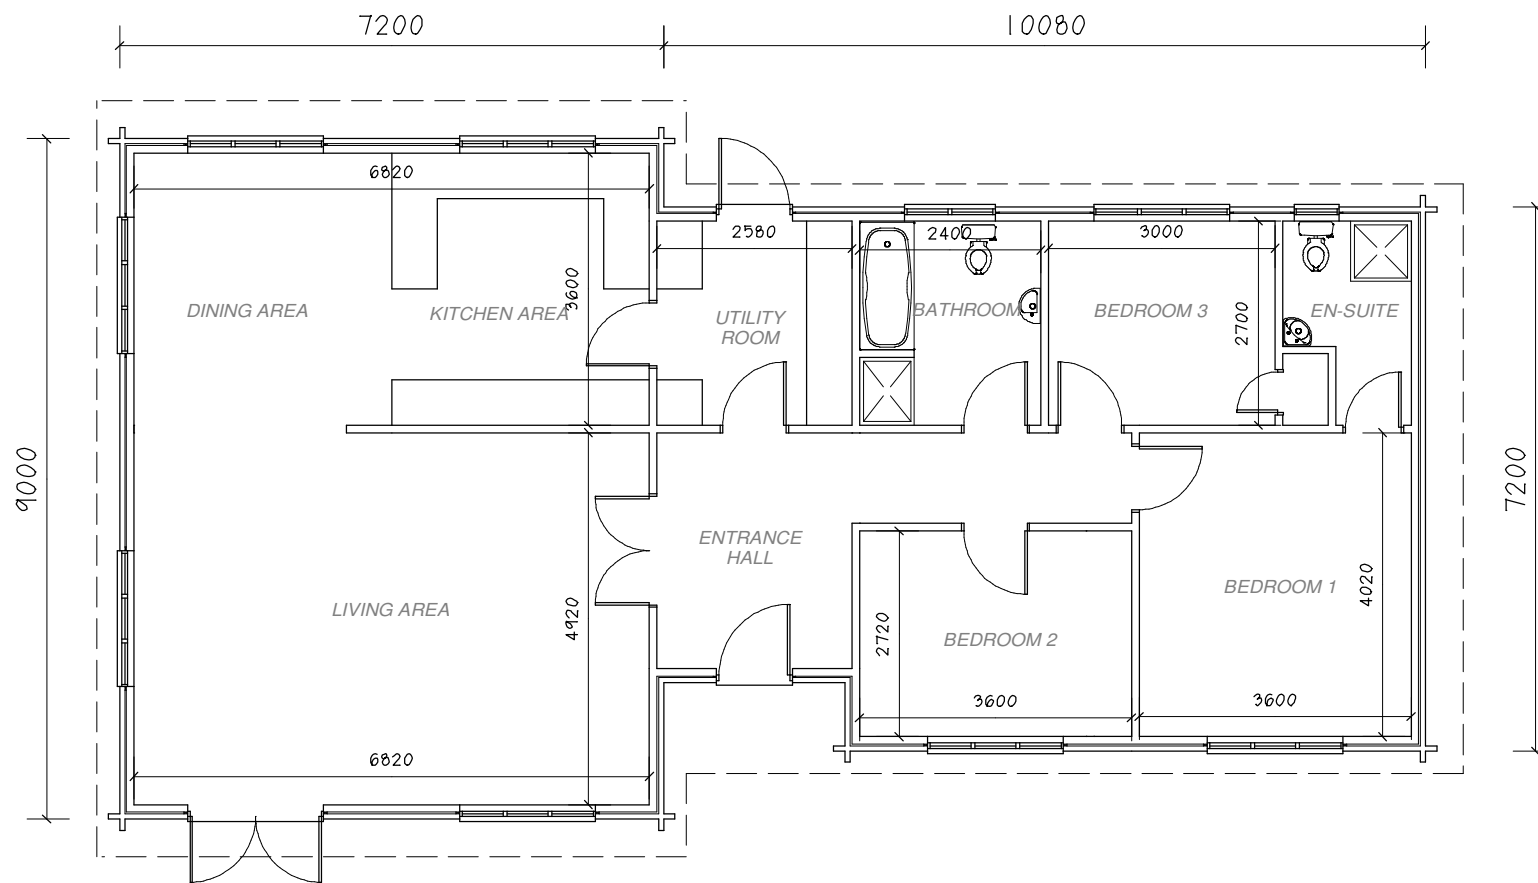 7200
10080
6820
2580
2400
3000
3600
DINING AREA
KITCHEN AREA
UTILITY
ROOM
BATHROOM
BEDROOM 3
2700
EN-SUITE
9000
7200
ENTRANCE
HALL
LIVING AREA
4920
2720
BEDROOM 2
BEDROOM 1
4020
3600
3600
6820